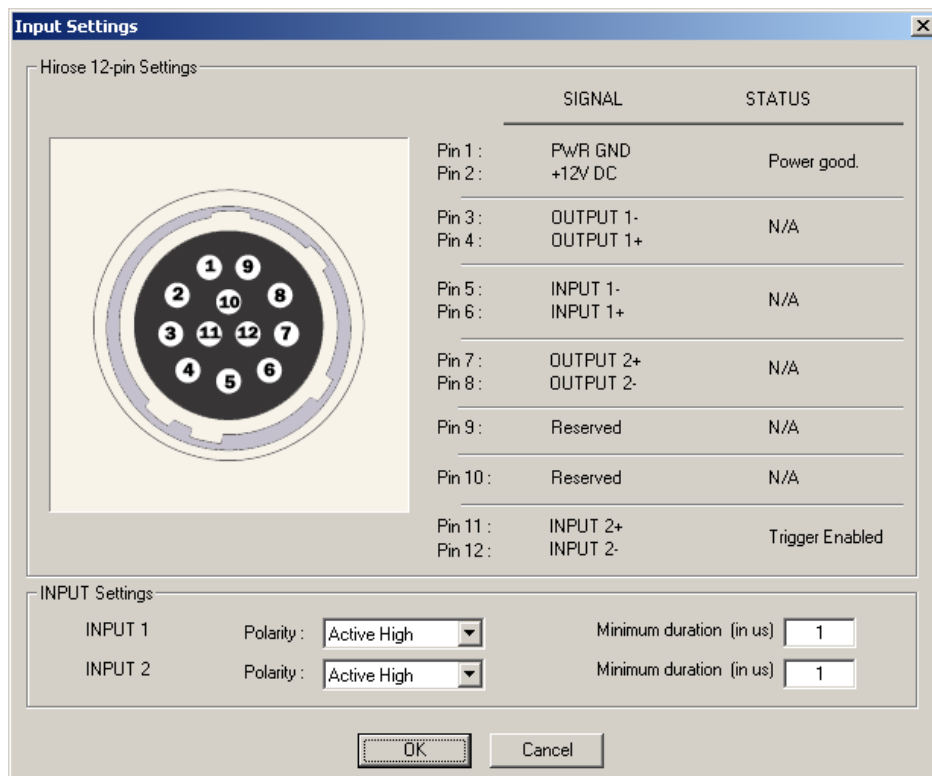 Input Settings
Hirose 12-pin Settings
SIGNAL STATUS
Pin 1 : PWR GND
Pin 2 : +12V DC
Power good.
Pin 3 : OUTPUT 1-
Pin 4 : OUTPUT 1+
N/A
Pin 5 : INPUT 1-
Pin 6 : INPUT 1+
N/A
Pin 7 : OUTPUT 2+
Pin 8 : OUTPUT 2-
N/A
Pin 9 : Reserved N/A
Pin 10 : Reserved N/A
Pin 11 : INPUT 2+
Pin 12 : INPUT 2-
Trigger Enabled
1 9
2 10 8
3 11 12 7
4 5 6
INPUT Settings
INPUT 1 Polarity : Active High Minimum duration (in us) 1
INPUT 2 Polarity : Active High Minimum duration (in us) 1
OK Cancel